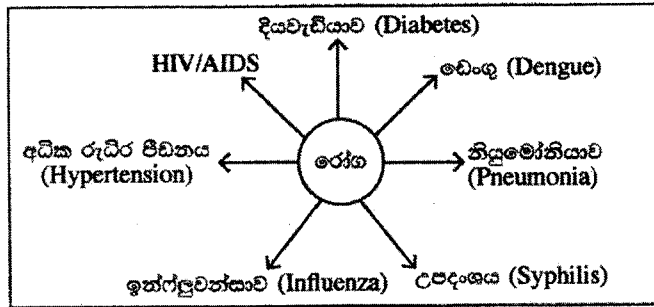 දියවැඩියාව (Diabetes)
HIV/AIDS
ඩෙංගු (Dengue)
අධික රුධිර පීඩනය
(Hypertension)
රෝග
නියුමෝනියාව
(Pneumonia)
ඉන්ෆ්ලුවන්සාව (Influenza)
උපදංශය (Syphilis)